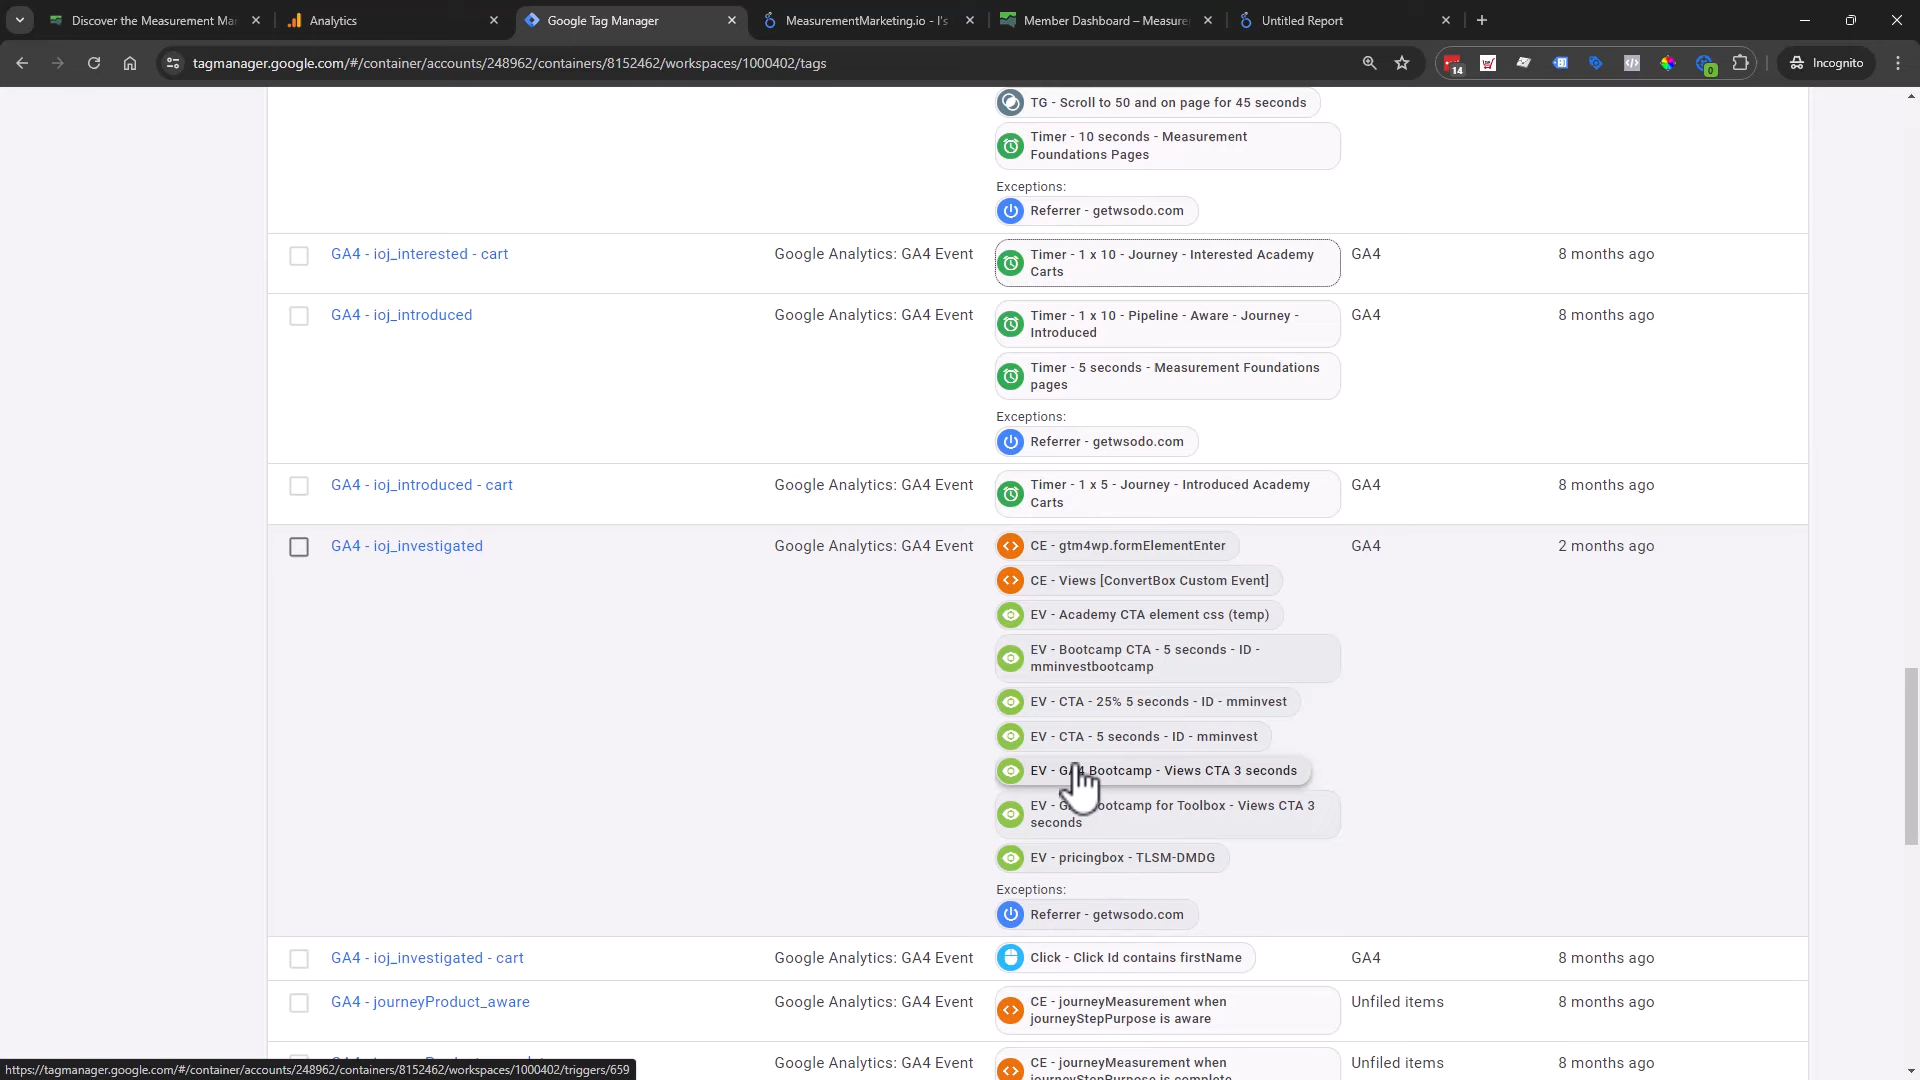 Discover the Measurement Ma
Analytics
Google Tag Manager
MeasurementMarketing.io - I's
Member Dashboard – Measure
Untitled Report
tagmanager.google.com/#/container/accounts/248962/containers/8152462/workspaces/1000402/tags
14
0
Incognito
TG - Scroll to 50 and on page for 45 seconds
Timer - 10 seconds - Measurement
Foundations Pages
Exceptions:
Referrer - getwsodo.com
GA4 - ioj_interested - cart
Google Analytics: GA4 Event
Timer - 1 x 10 - Journey - Interested Academy
Carts
GA4
8 months ago
GA4 - ioj_introduced
Google Analytics: GA4 Event
Timer - 1 x 10 - Pipeline - Aware - Journey -
Introduced
GA4
8 months ago
Timer - 5 seconds - Measurement Foundations
pages
Exceptions:
Referrer - getwsodo.com
GA4 - ioj_introduced - cart
Google Analytics: GA4 Event
Timer - 1 x 5 - Journey - Introduced Academy
Carts
GA4
8 months ago
GA4 - ioj_investigated
Google Analytics: GA4 Event
CE - gtm4wp.formElementEnter
GA4
2 months ago
CE - Views [ConvertBox Custom Event]
EV - Academy CTA element css (temp)
EV - Bootcamp CTA - 5 seconds - ID -
mminvestbootcamp
EV - CTA - 25% 5 seconds - ID - mminvest
EV - CTA - 5 seconds - ID - mminvest
EV - GA4 Bootcamp - Views CTA 3 seconds
EV - G ootcamp for Toolbox - Views CTA 3
seconds
EV - pricingbox - TLSM-DMDG
Exceptions:
Referrer - getwsodo.com
GA4 - ioj_investigated - cart
Google Analytics: GA4 Event
Click - Click Id contains firstName
GA4
8 months ago
GA4 - journeyProduct_aware
Google Analytics: GA4 Event
CE - journeyMeasurement when
journeyStepPurpose is aware
Unfiled items
8 months ago
Google Analytics: GA4 Event
CE - journeyMeasurement when
journeyStepPurpose is complete
Unfiled items
8 months ago
https://tagmanager.google.com/#/container/accounts/248962/containers/8152462/workspaces/1000402/triggers/659